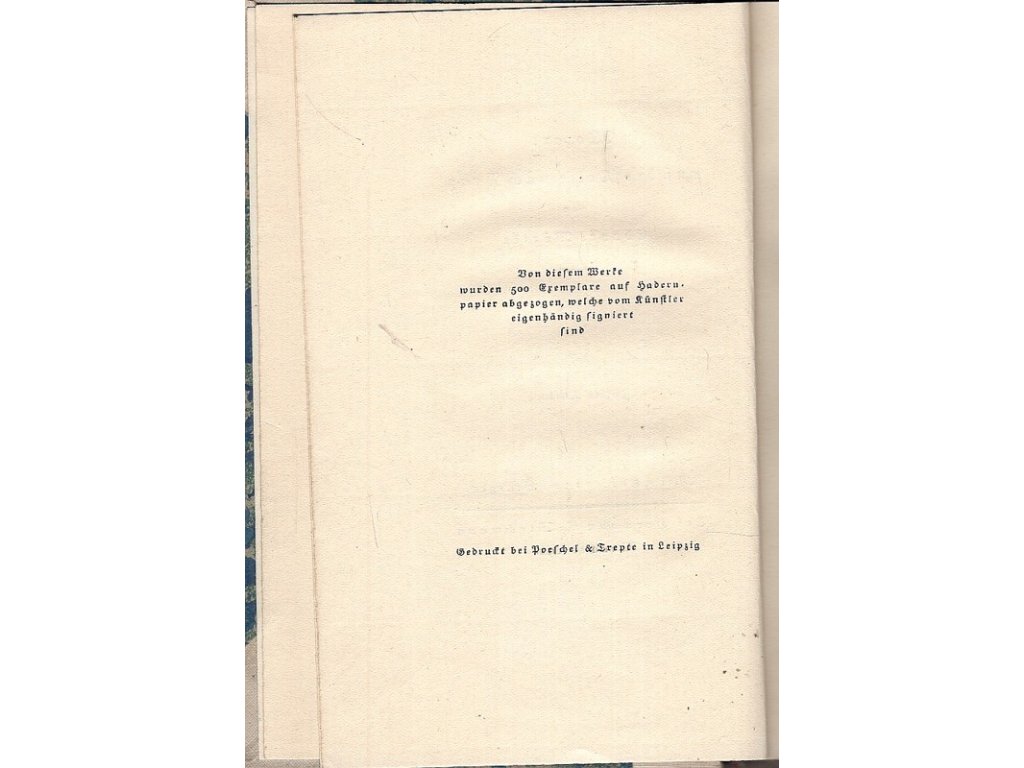 Von diesem Werke
wurden 500 Exemplare auf Hadern-
papier abgezogen, welche vom Künstler
eigenhändig signiert
sind
Gedruckt bei Poeschel & Trepte in Leipzig